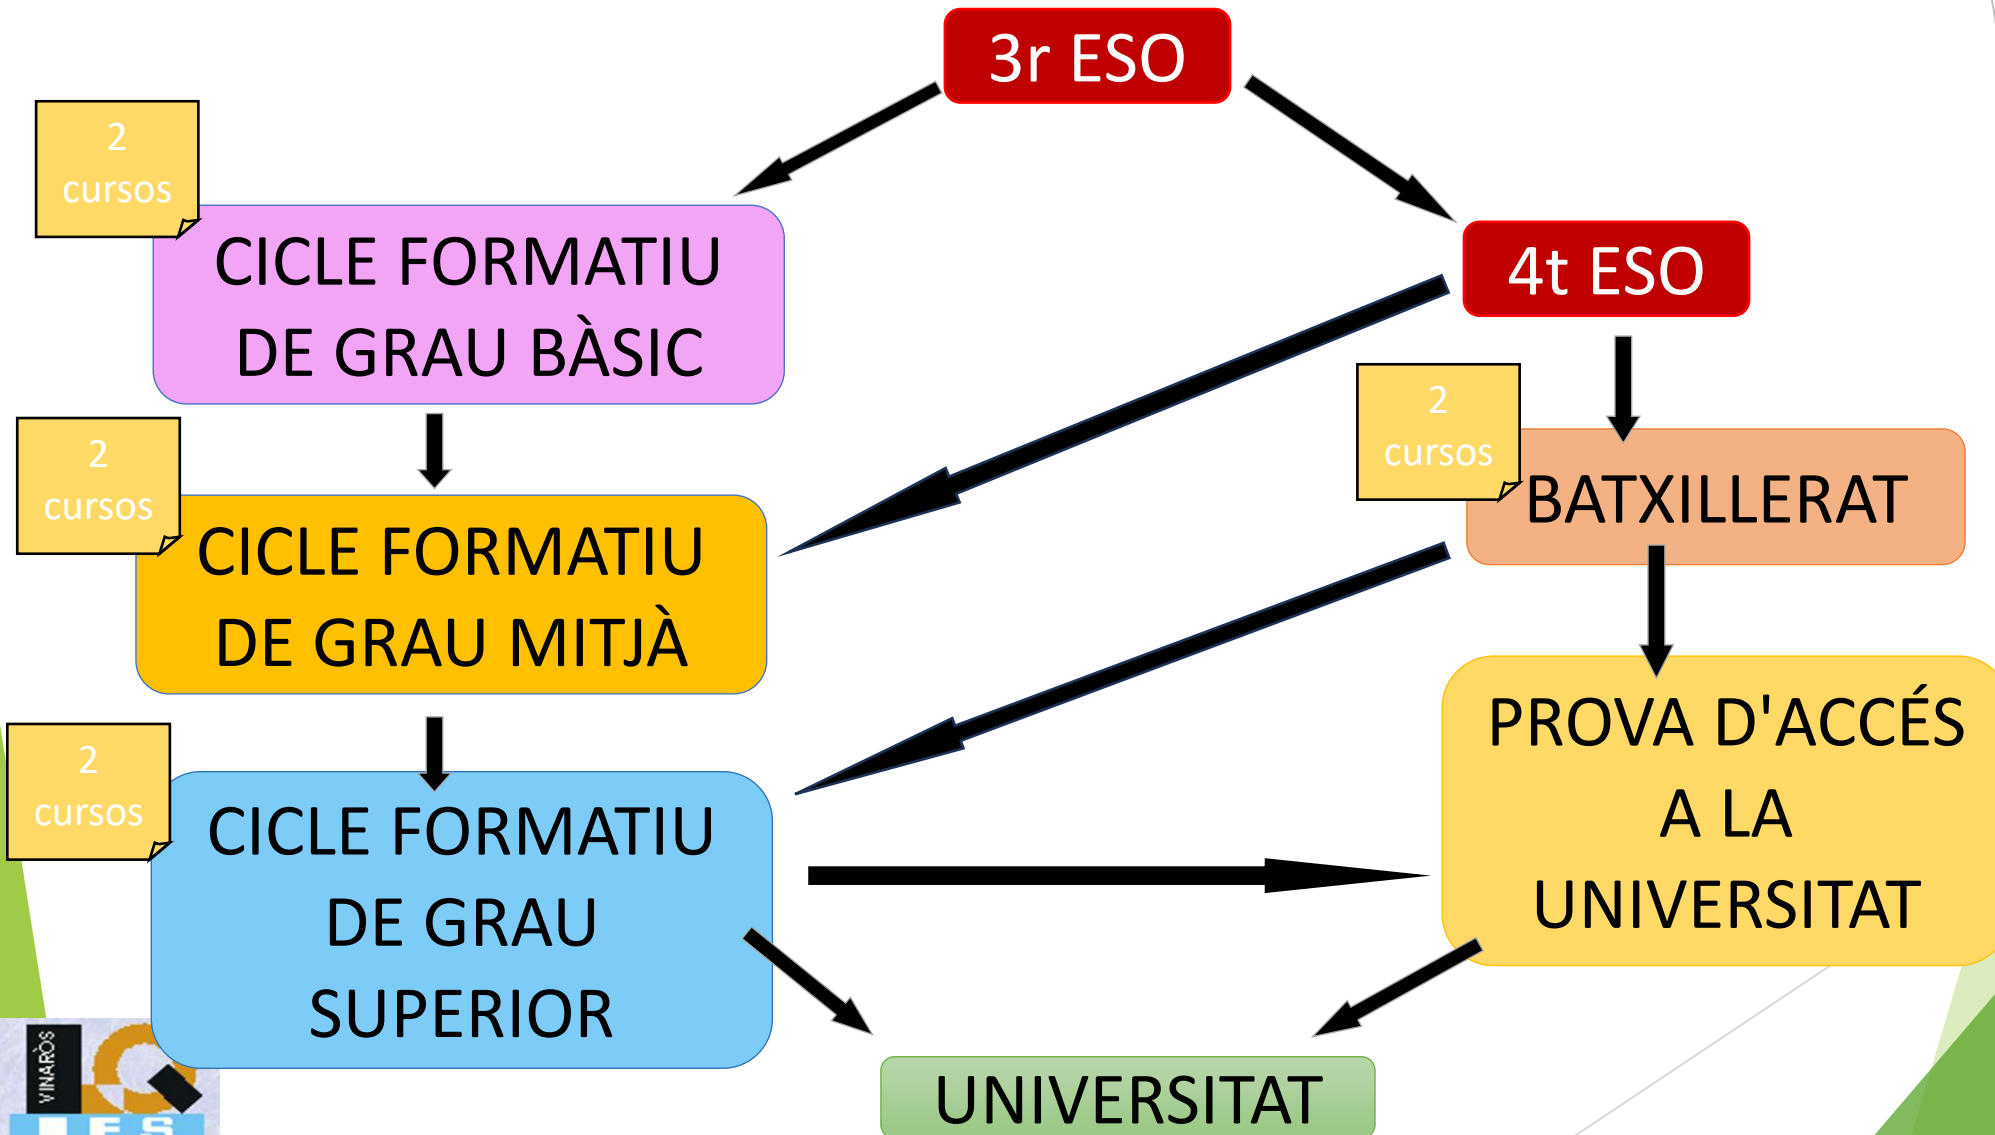 3r ESO
2
cursos
CICLE FORMATIU
DE GRAU BÀSIC
4t ESO
2
cursos
BATXILLERAT
2
cursos
CICLE FORMATIU
DE GRAU MITJÀ
PROVA D'ACCÉS
A LA
UNIVERSITAT
2
cursos
CICLE FORMATIU
DE GRAU
SUPERIOR
UNIVERSITAT
VINARÒS
IES